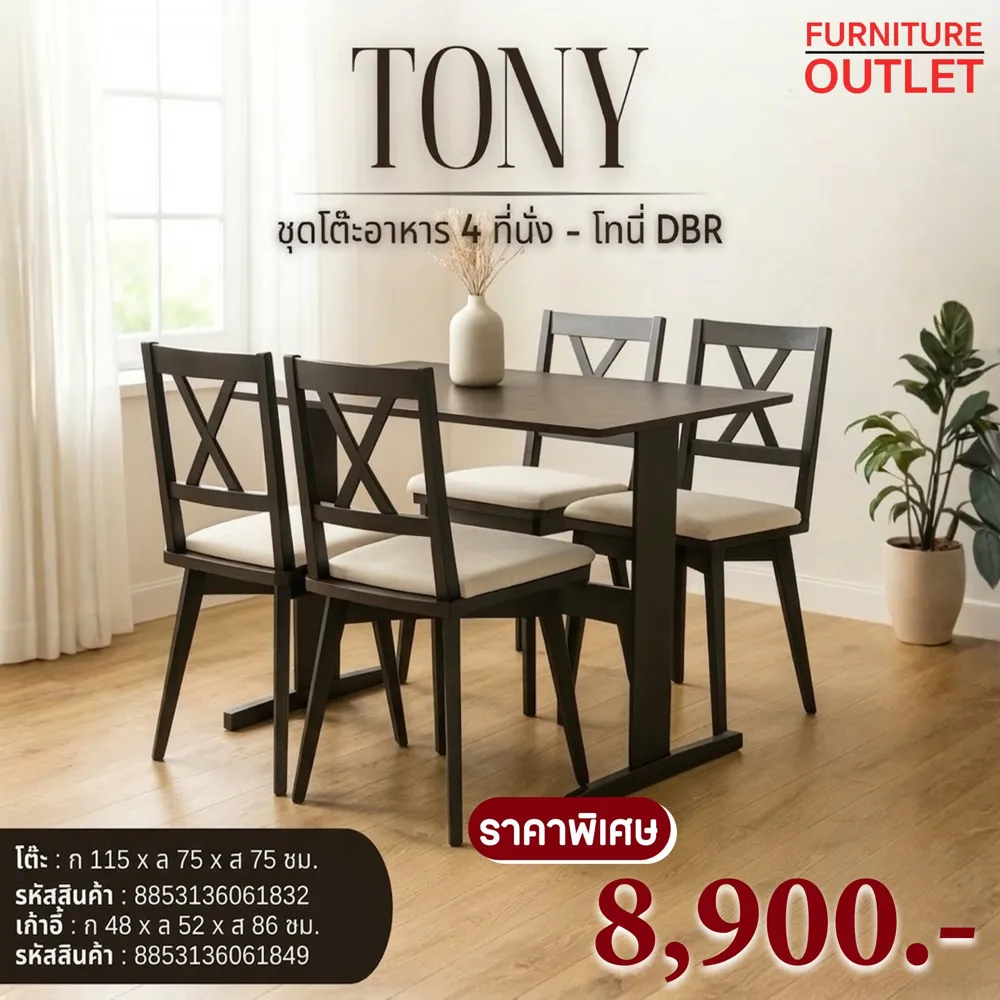 FURNITURE
OUTLET
TONY
ชุดโต๊ะอาหาร 4 ที่นั่ง - โทนี่ DBR
โต๊ะ : ก 115 x ล 75 x ส 75 ซม.
รหัสสินค้า : 8853136061832
เก้าอี้ : ก 48 x ล 52 x ส 86 ซม.
รหัสสินค้า : 8853136061849
ราคาพิเศษ
8,900.-